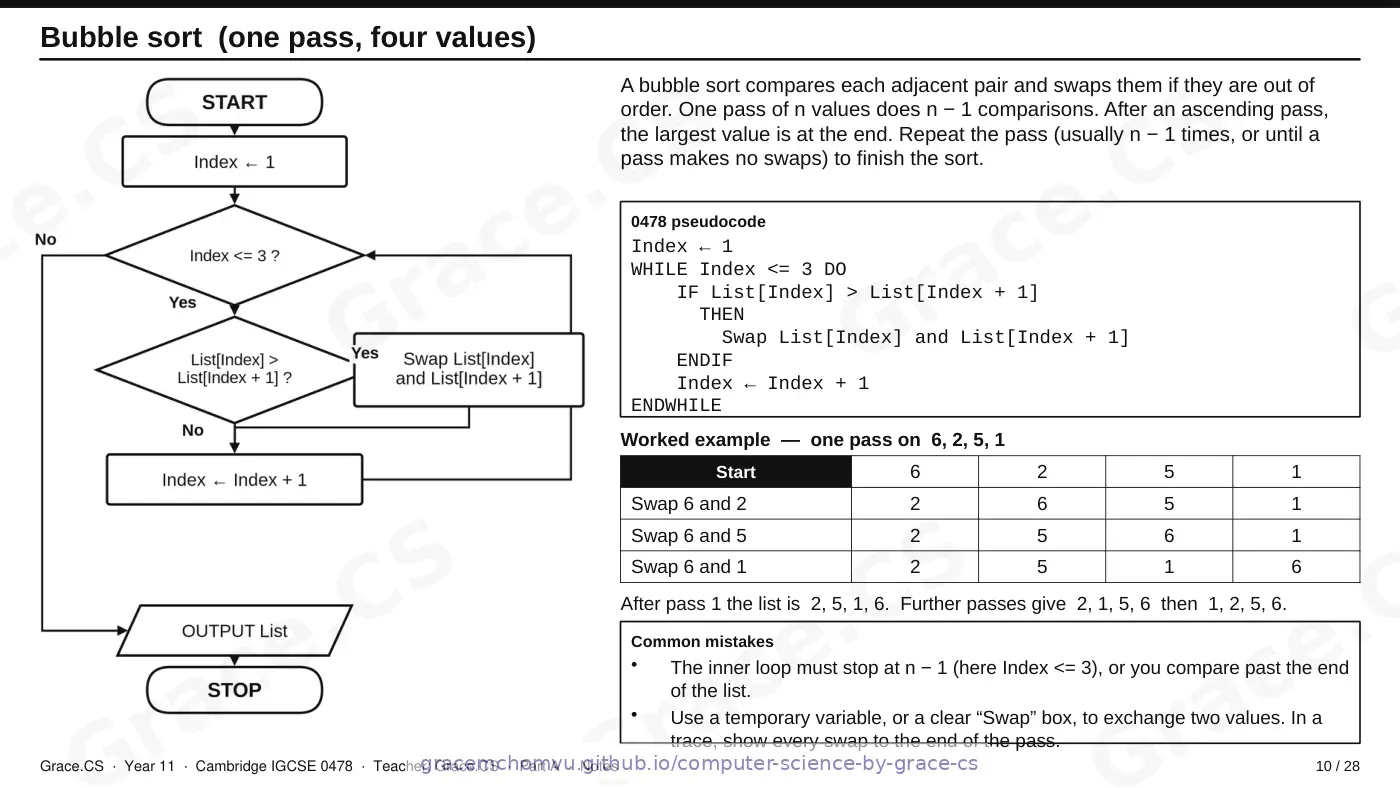 Bubble sort (one pass, four values)
START
Index ← 1
No
Index <= 3 ?
Yes
List[Index] >
List[Index + 1] ?
Yes
Swap List[Index]
and List[Index + 1]
No
Index ← Index + 1
OUTPUT List
STOP
A bubble sort compares each adjacent pair and swaps them if they are out of
order. One pass of n values does n − 1 comparisons. After an ascending pass,
the largest value is at the end. Repeat the pass (usually n − 1 times, or until a
pass makes no swaps) to finish the sort.
0478 pseudocode
Index ← 1
WHILE Index <= 3 DO
IF List[Index] > List[Index + 1]
THEN
Swap List[Index] and List[Index + 1]
ENDIF
Index ← Index + 1
ENDWHILE
Worked example — one pass on 6, 2, 5, 1
Start 6 2 5 1
Swap 6 and 2 2 6 5 1
Swap 6 and 5 2 5 6 1
Swap 6 and 1 2 5 1 6
After pass 1 the list is 2, 5, 1, 6. Further passes give 2, 1, 5, 6 then 1, 2, 5, 6.
Common mistakes
• The inner loop must stop at n − 1 (here Index <= 3), or you compare past the end
of the list.
• Use a temporary variable, or a clear “Swap” box, to exchange two values. In a
trace, show every swap to the end of the pass.
Grace.CS · Year 11 · Cambridge IGCSE 0478 · Teacher Grace.CS · Part A · Notes
gracemchomvu.github.io/computer-science-by-grace-cs
10 / 28
Grace.CS